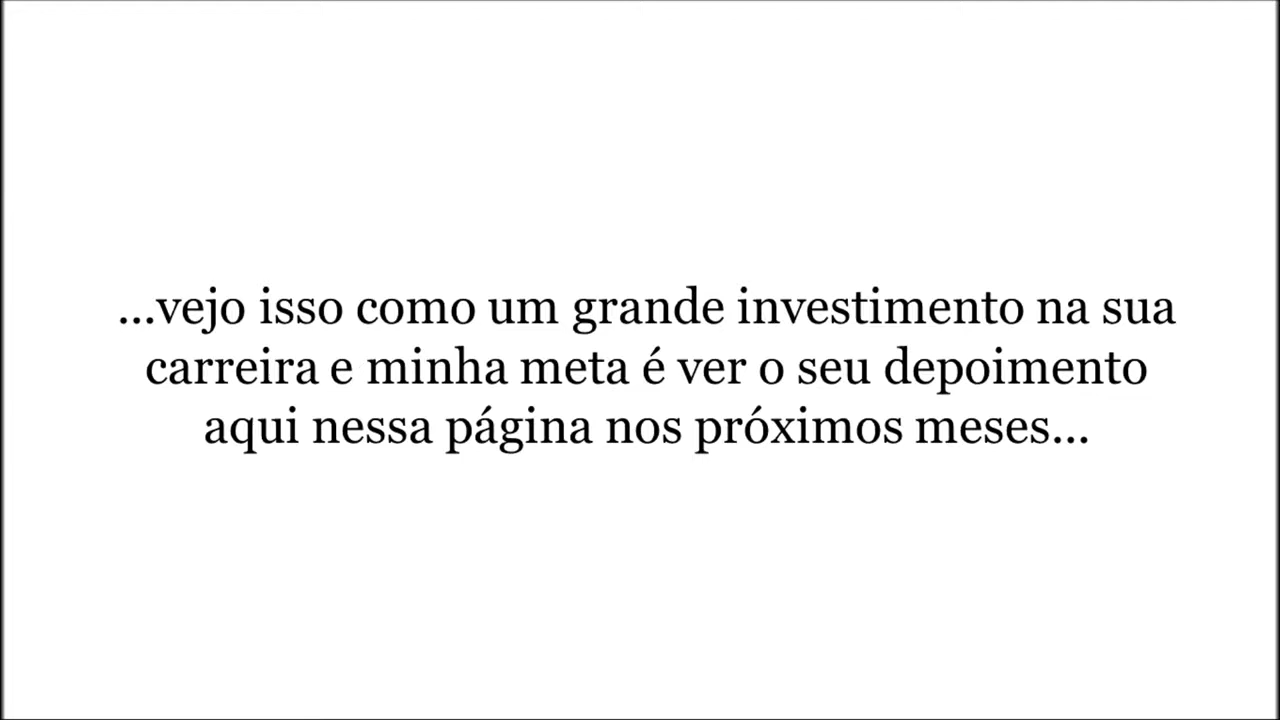 ...vejo isso como um grande investimento na sua
carreira e minha meta é ver o seu depoimento
aqui nessa página nos próximos meses...